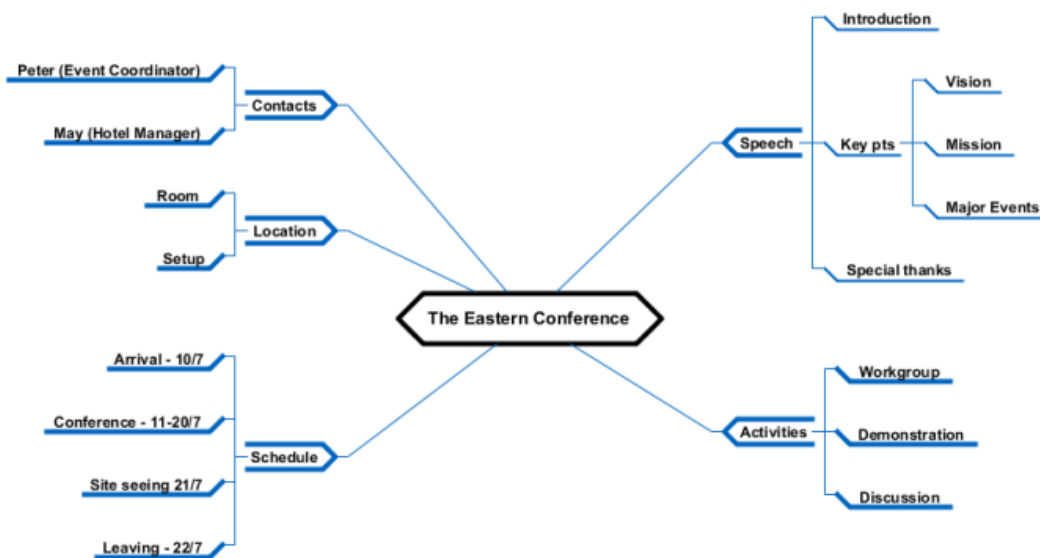 The Eastern Conference
Contacts
Peter (Event Coordinator)
May (Hotel Manager)
Location
Room
Setup
Schedule
Arrival - 10/7
Conference - 11-20/7
Site seeing 21/7
Leaving - 22/7
Speech
Introduction
Key pts
Vision
Mission
Major Events
Special thanks
Activities
Workgroup
Demonstration
Discussion